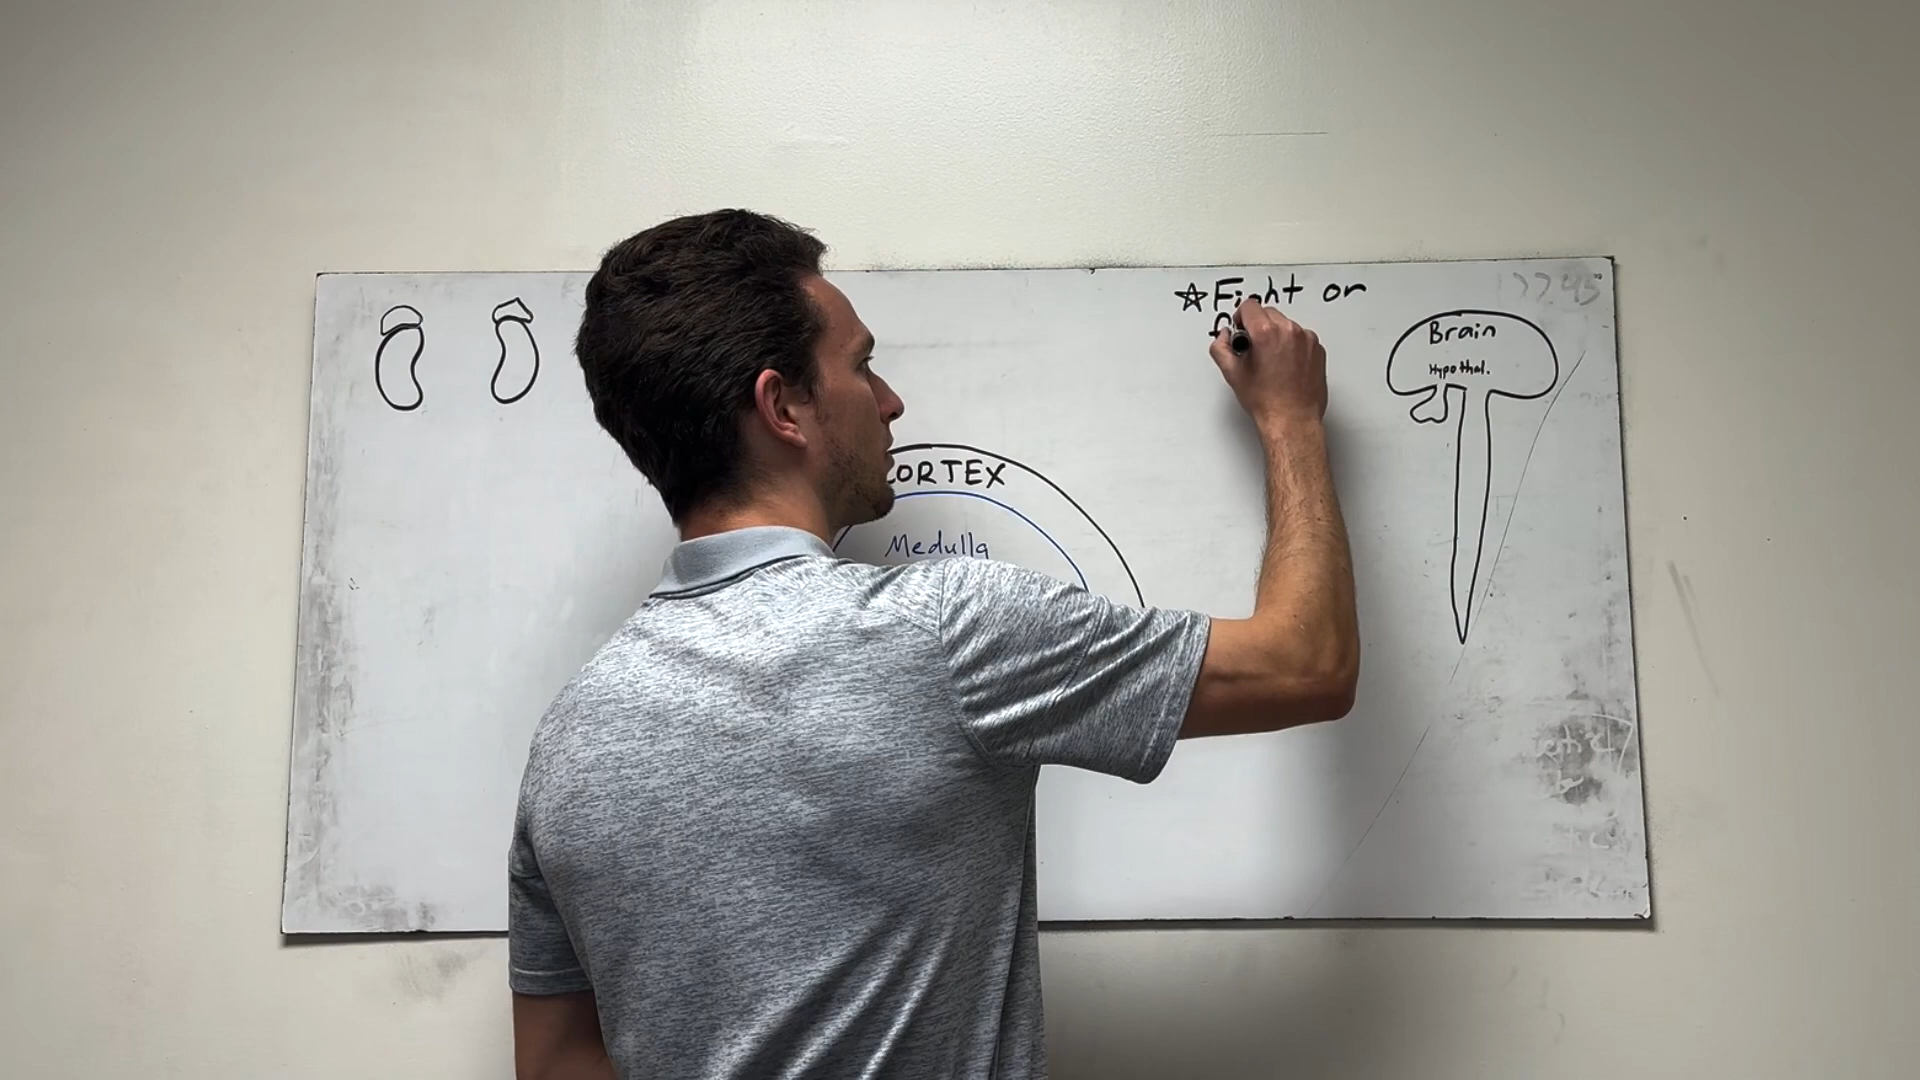 ☆ Fight or
Brain
Hypothal.
CORTEX
Medulla